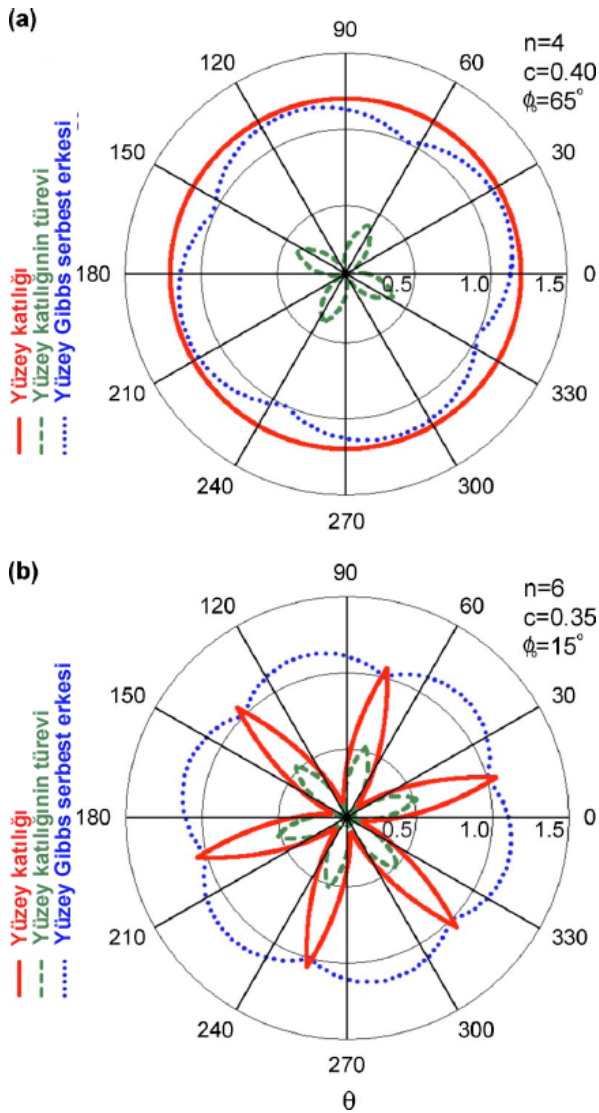 (a)
90
n=4
c=0.40
ϕ₀=65°
120
60
150
30
180
0.5
1.0
1.5
0
210
330
240
300
270
Yüzey katılığı
Yüzey katılığının türevi
Yüzey Gibbs serbest erkesi
(b)
90
n=6
c=0.35
ϕ₀=15°
120
60
150
30
180
0.5
1.0
1.5
0
210
330
240
300
270
θ
Yüzey katılığı
Yüzey katılığının türevi
Yüzey Gibbs serbest erkesi